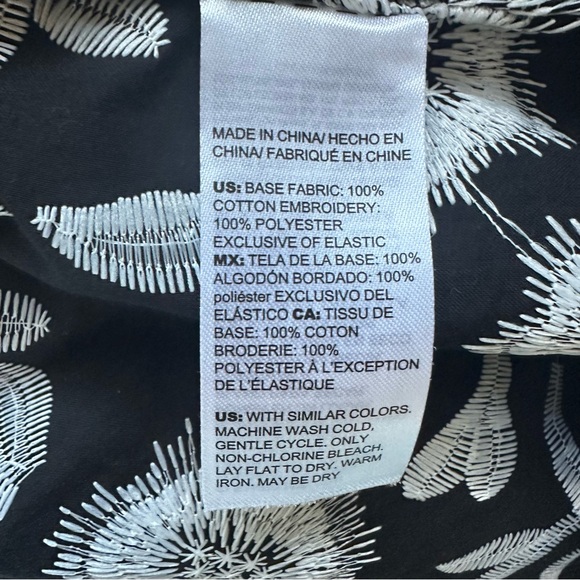 MADE IN CHINA/ HECHO EN
CHINA/ FABRIQUÉ EN CHINE
US: BASE FABRIC: 100%
COTTON EMBROIDERY:
100% POLYESTER
EXCLUSIVE OF ELASTIC
MX: TELA DE LA BASE: 100%
ALGODÓN BORDADO: 100%
poliéster EXCLUSIVO DEL
ELÁSTICO CA: TISSU DE
BASE: 100% COTON
BRODERIE: 100%
POLYESTER À L'EXCEPTION
DE L'ÉLASTIQUE
US: WITH SIMILAR COLORS.
MACHINE WASH COLD,
GENTLE CYCLE. ONLY
NON-CHLORINE BLEACH.
LAY FLAT TO DRY. WARM
IRON. MAY BE DRY